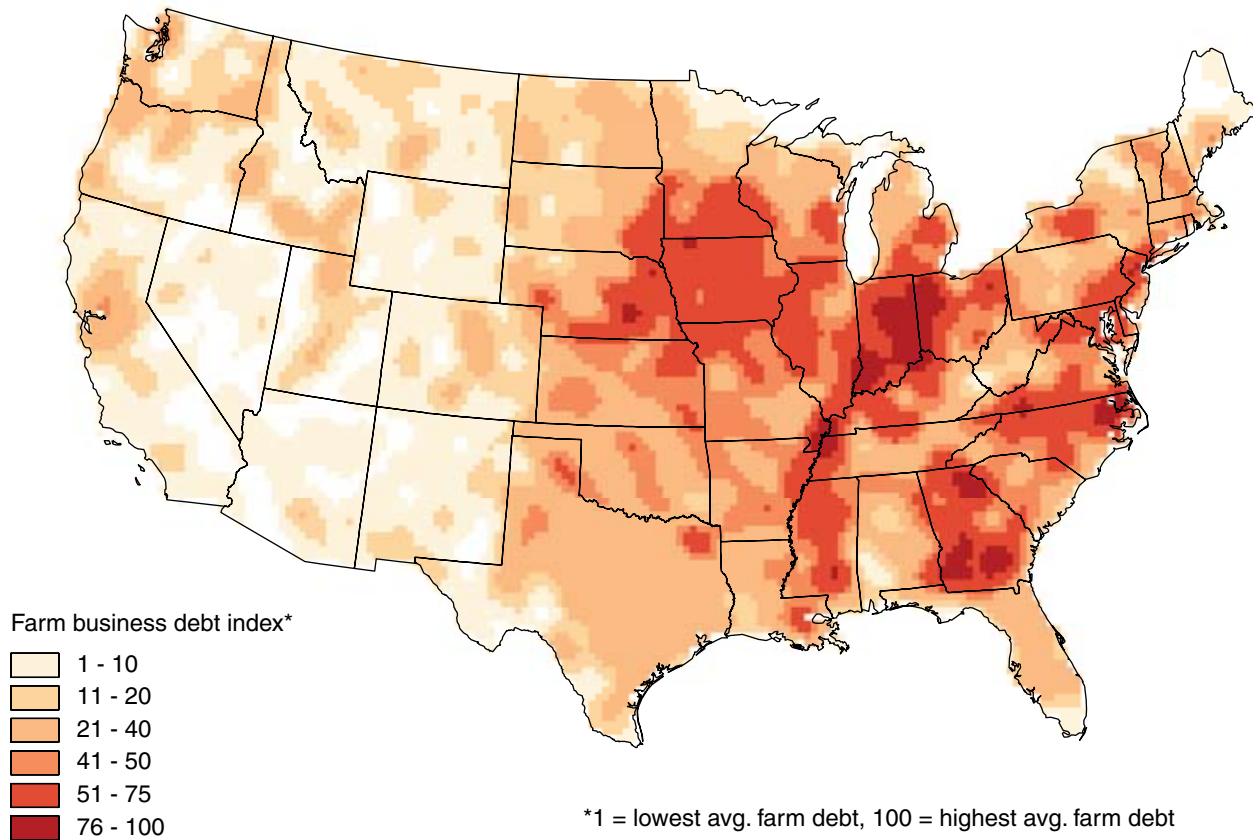 Farm business debt index*
1 - 10
11 - 20
21 - 40
41 - 50
51 - 75
76 - 100
*1 = lowest avg. farm debt, 100 = highest avg. farm debt